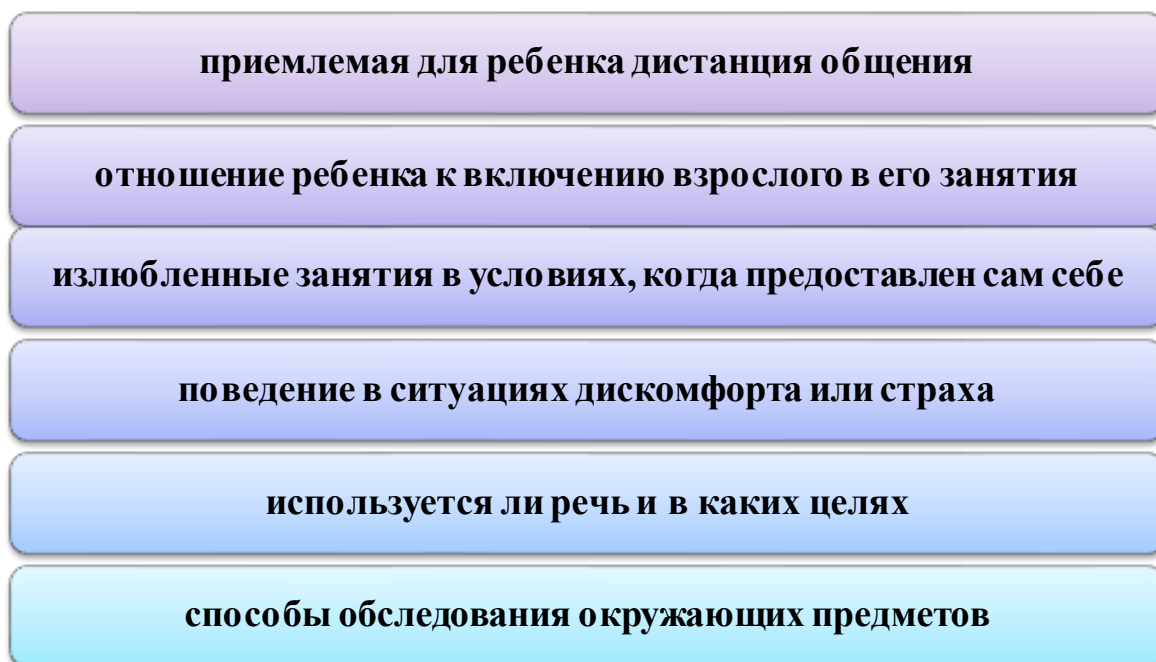 приемлемая для ребенка дистанция общения
отношение ребенка к включению взрослого в его занятия
излюбленные занятия в условиях, когда предоставлен сам себе
поведение в ситуациях дискомфорта или страха
используется ли речь и в каких целях
способы обследования окружающих предметов